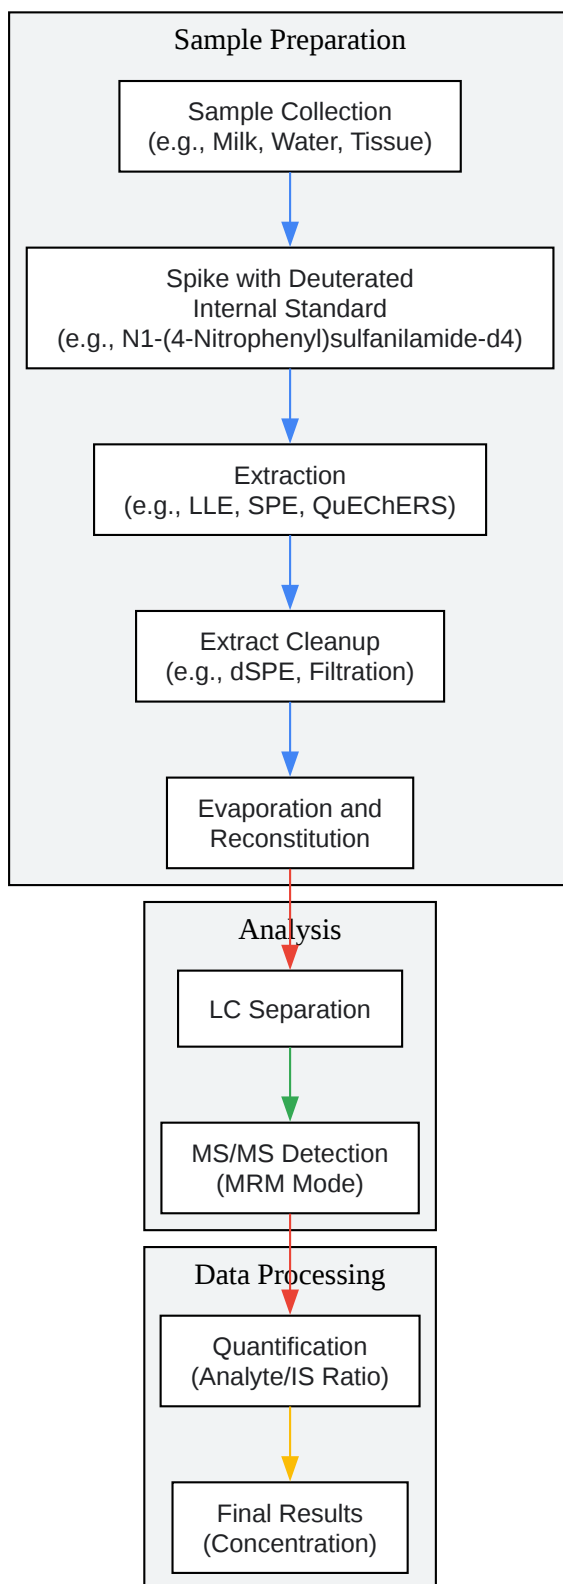 Sample Preparation
Sample Collection
(e.g., Milk, Water, Tissue)
Spike with Deuterated
Internal Standard
(e.g., N1-(4-Nitrophenyl)sulfanilamide-d4)
Extraction
(e.g., LLE, SPE, QuEChERS)
Extract Cleanup
(e.g., dSPE, Filtration)
Evaporation and
Reconstitution
Analysis
LC Separation
MS/MS Detection
(MRM Mode)
Data Processing
Quantification
(Analyte/IS Ratio)
Final Results
(Concentration)